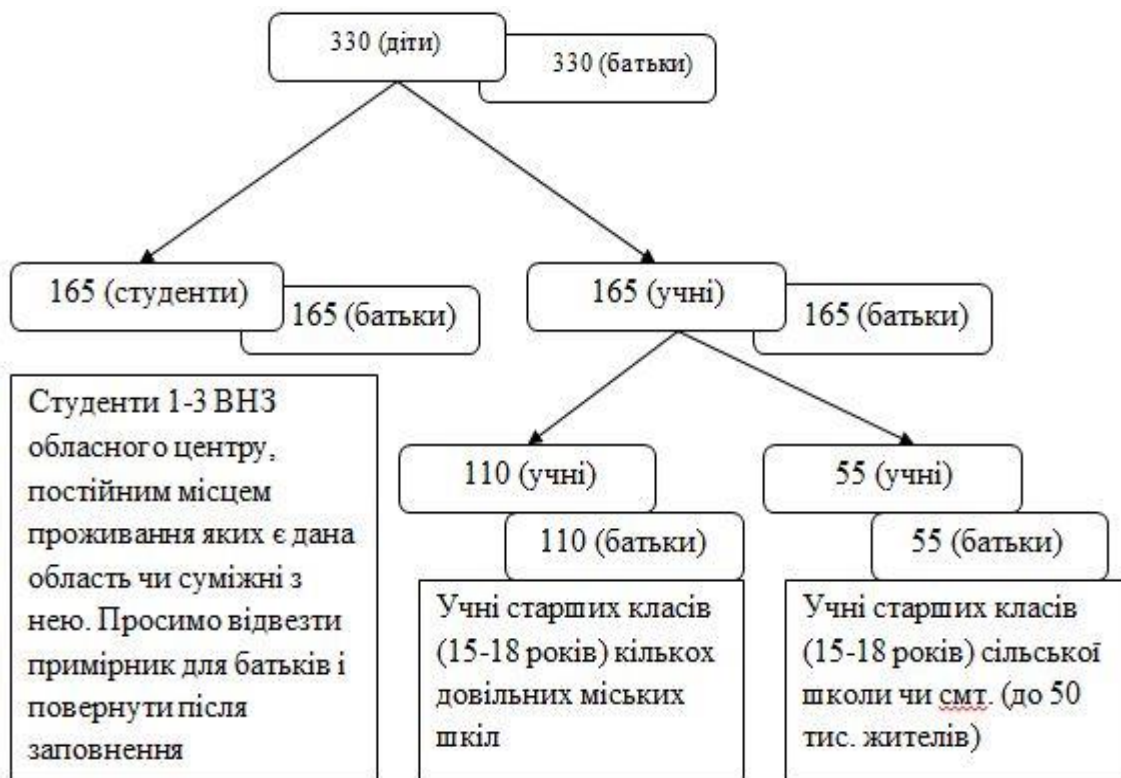 330 (діти)
330 (батьки)
165 (студенти)
165 (батьки)
165 (учні)
165 (батьки)
Студенти 1-3 ВНЗ
обласного центру,
постійним місцем
проживання яких є дана
область чи суміжні з
нею. Просимо відвезти
примірник для батьків і
повернути після
заповнення
110 (учні)
110 (батьки)
Учні старших класів
(15-18 років) кількох
довільних міських
шкіл
55 (учні)
55 (батьки)
Учні старших класів
(15-18 років) сільської
школи чи смт. (до 50
тис. жителів)